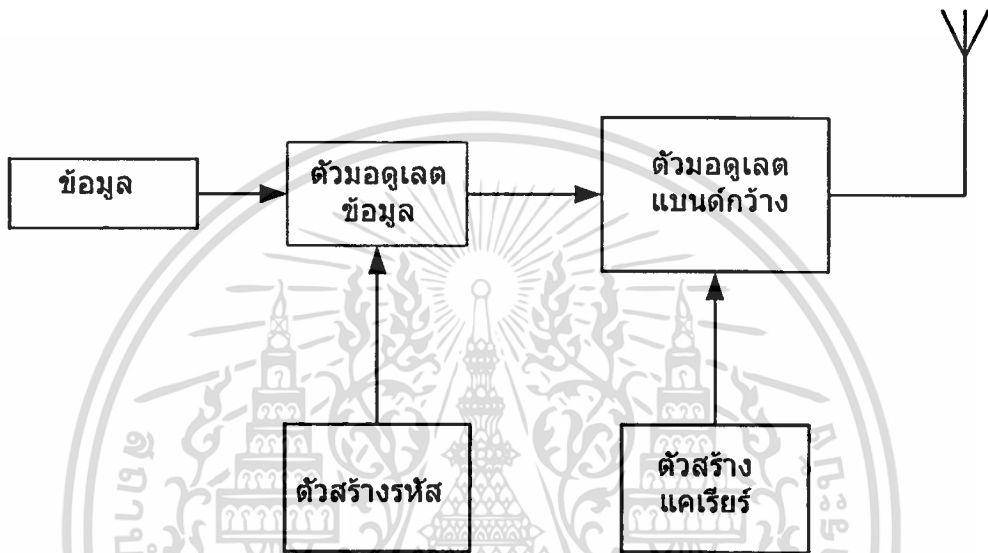 ข้อมูล
ตัวมอดูเลต
ข้อมูล
ตัวมอดูเลต
แบนด์กว้าง
ตัวสร้างรหัส
ตัวสร้าง
แคเรียร์